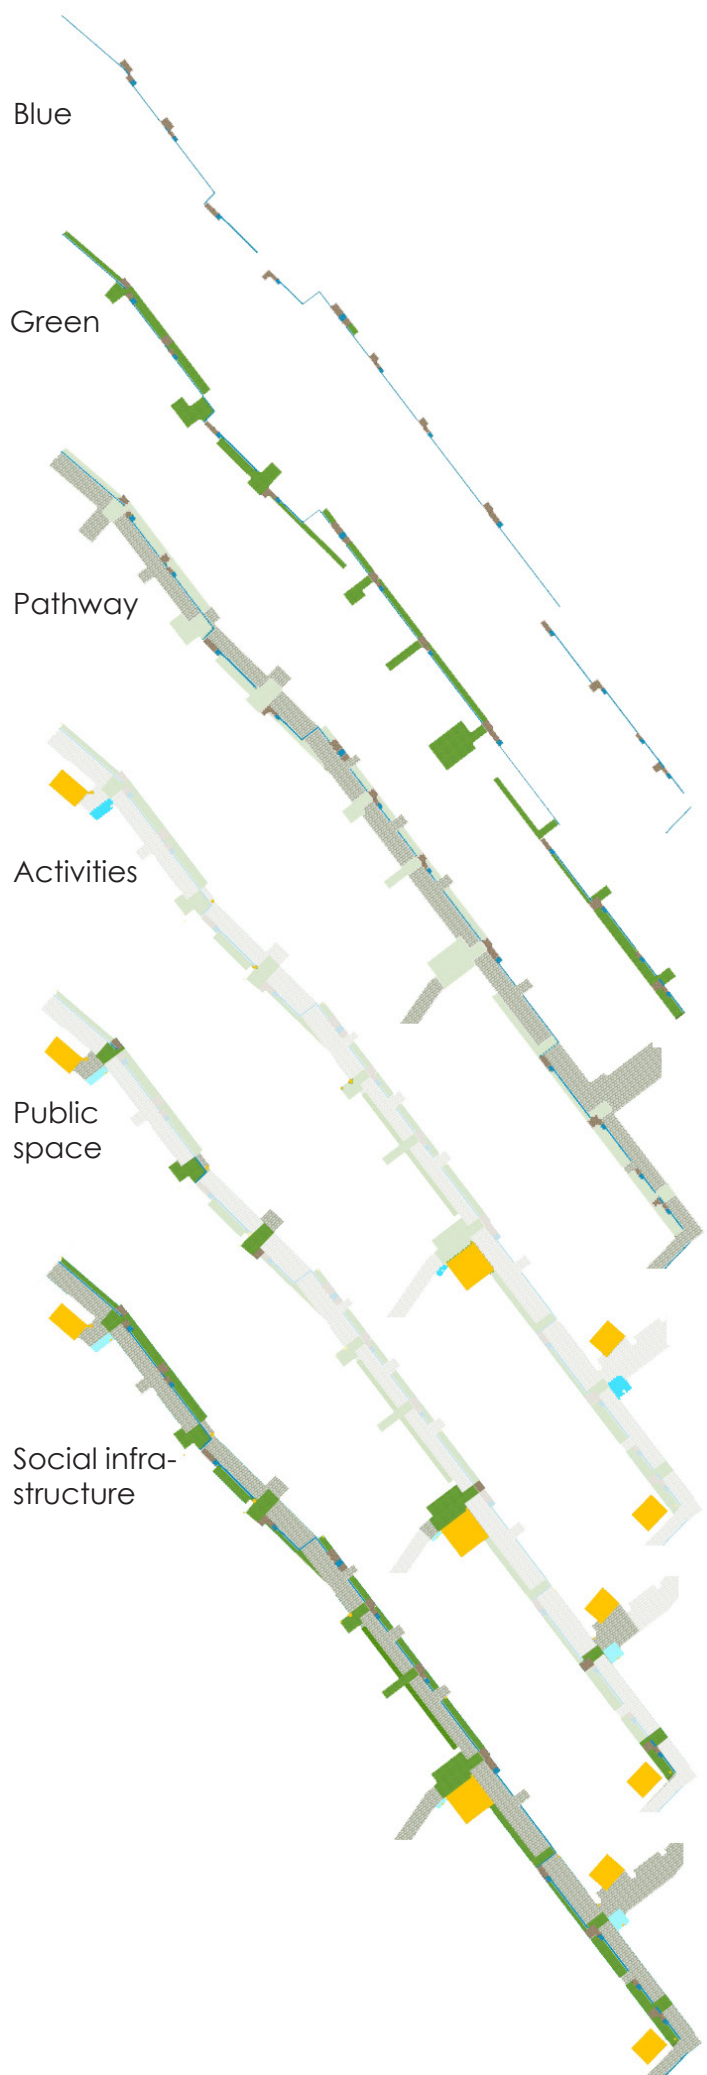 Blue
Green
Pathway
Activities
Public
space
Social infra-
structure